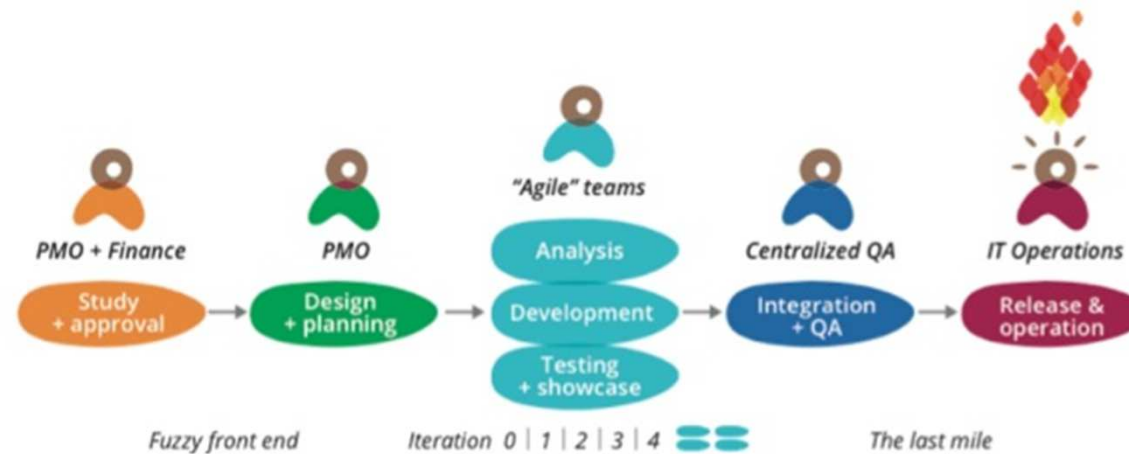 "Agile" teams
PMO + Finance
PMO
Centralized QA
IT Operations
Study
+ approval
Design
+ planning
Analysis
Development
Testing
+ showcase
Integration
+ QA
Release &
operation
Fuzzy front end
Iteration 0 | 1 | 2 | 3 | 4
The last mile